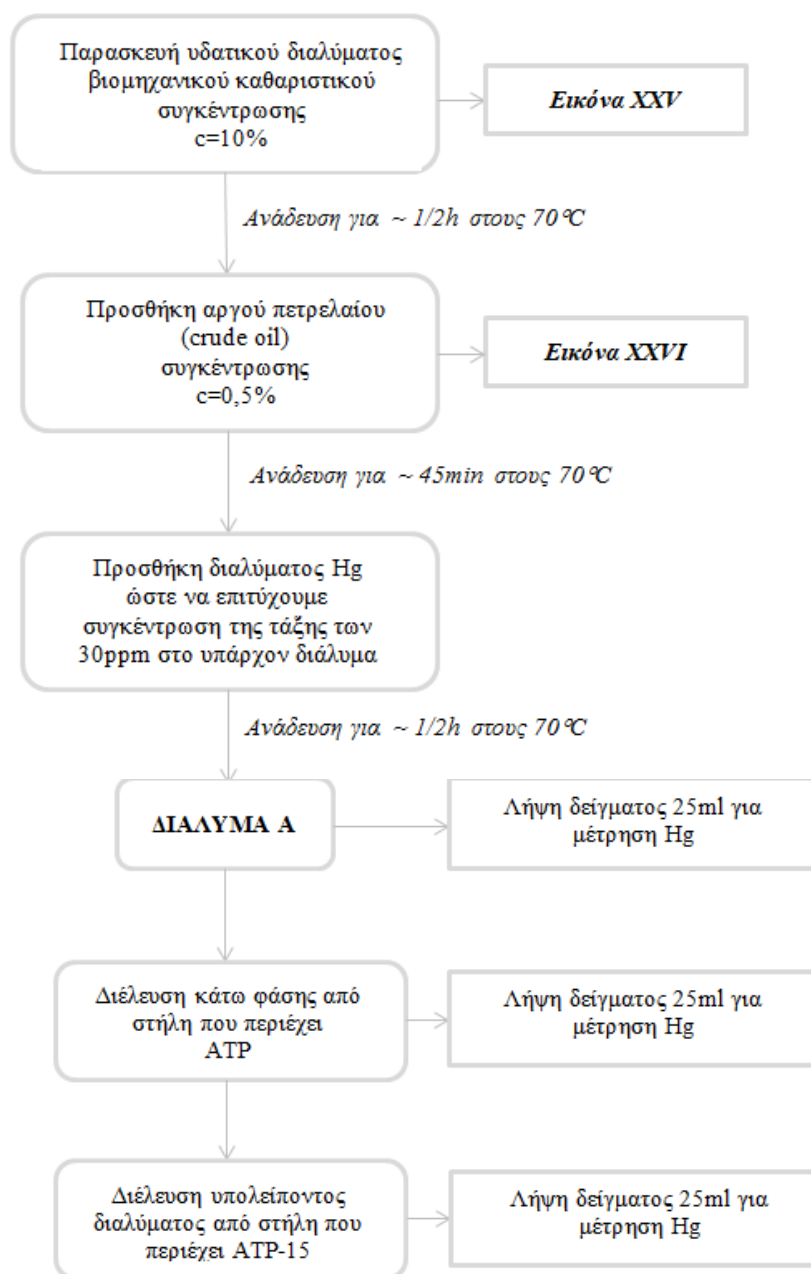 Παρασκευή υδατικού διαλύματος
βιομηχανικού καθαριστικού
συγκέντρωσης
c=10%
Εικόνα XXV
Ανάδευση για ~ 1/2h στους 70°C
Προσθήκη αργού πετρελαίου
(crude oil)
συγκέντρωσης
c=0,5%
Εικόνα XXVI
Ανάδευση για ~ 45min στους 70°C
Προσθήκη διαλύματος Hg
ώστε να επιτύχουμε
συγκέντρωση της τάξης των
30ppm στο υπάρχον διάλυμα
Ανάδευση για ~ 1/2h στους 70°C
ΔΙΑΛΥΜΑ Α
Λήψη δείγματος 25ml για
μέτρηση Hg
Διέλευση κάτω φάσης από
στήλη που περιέχει
ATP
Λήψη δείγματος 25ml για
μέτρηση Hg
Διέλευση υπολείποντος
διαλύματος από στήλη που
περιέχει ATP-15
Λήψη δείγματος 25ml για
μέτρηση Hg